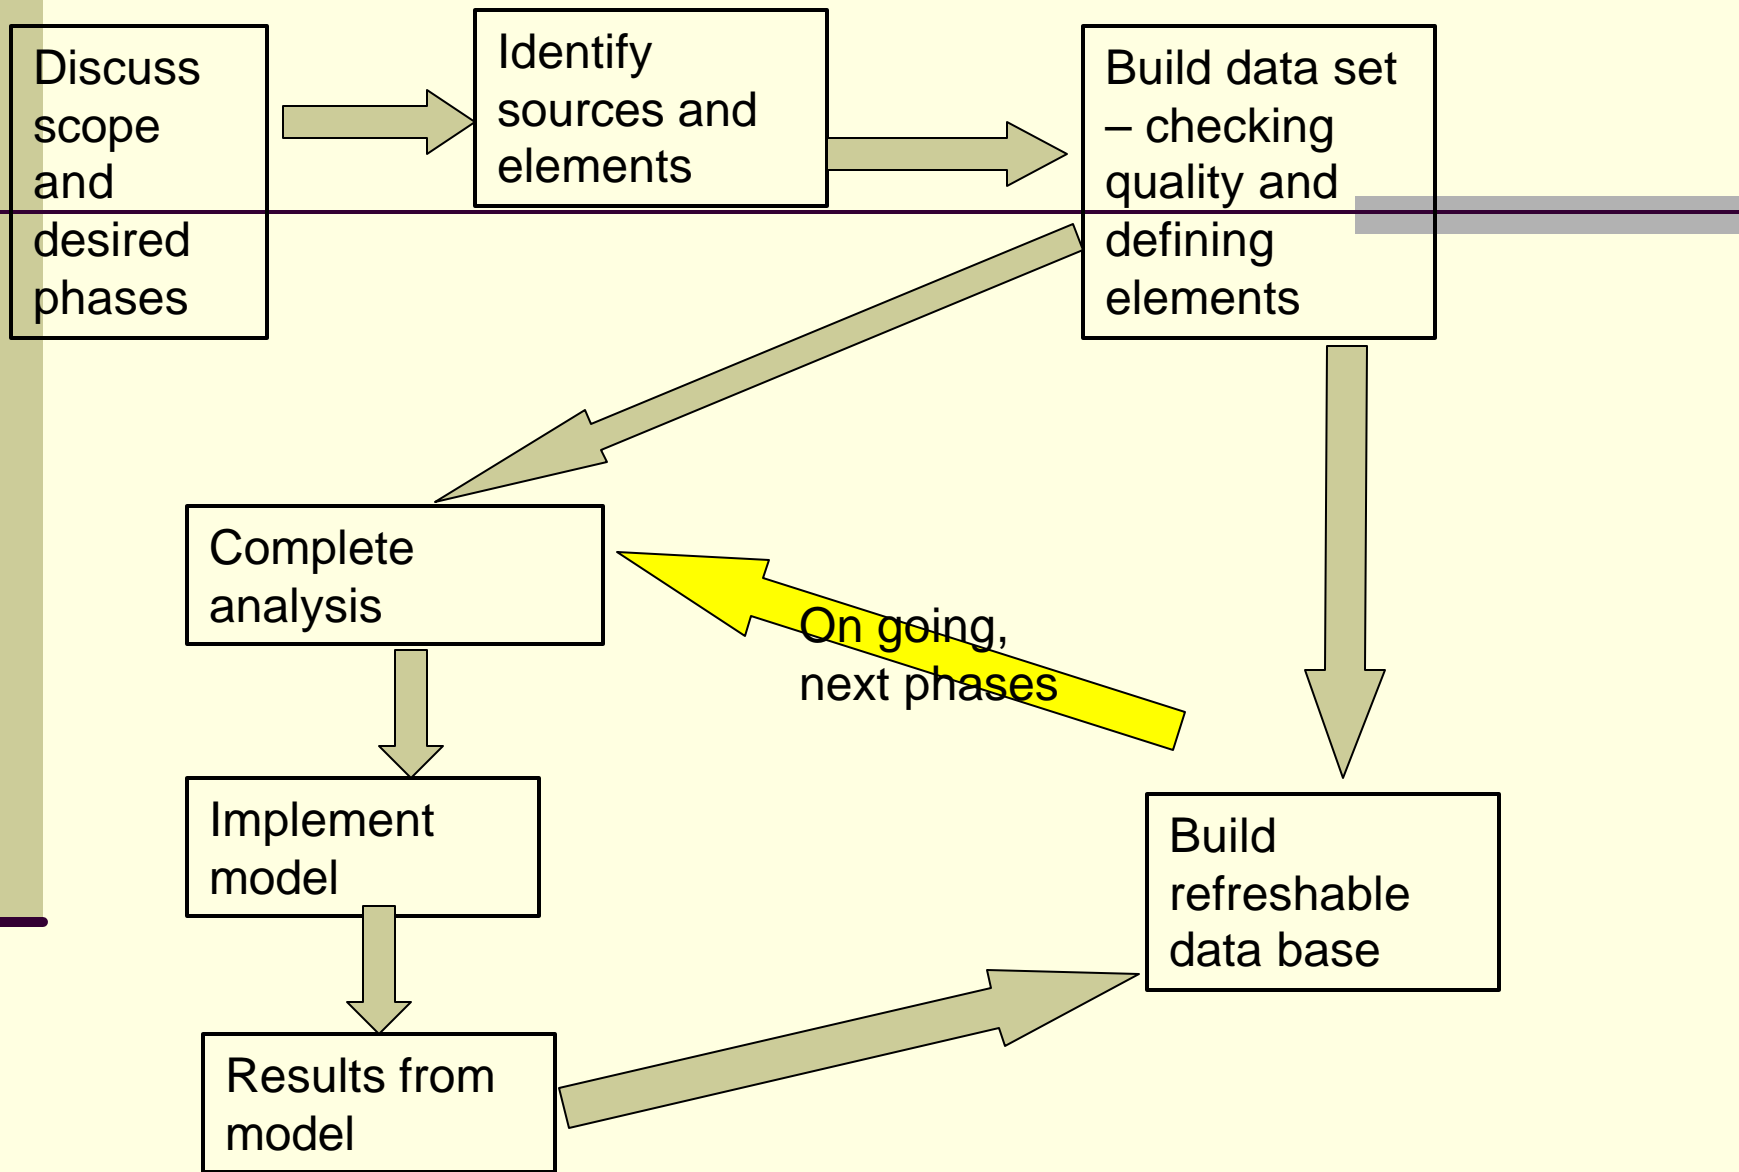 Discuss
scope
and
desired
phases
Identify
sources and
elements
Build data set
– checking
quality and
defining
elements
Complete
analysis
On going,
next phases
Implement
model
Build
refreshable
data base
Results from
model